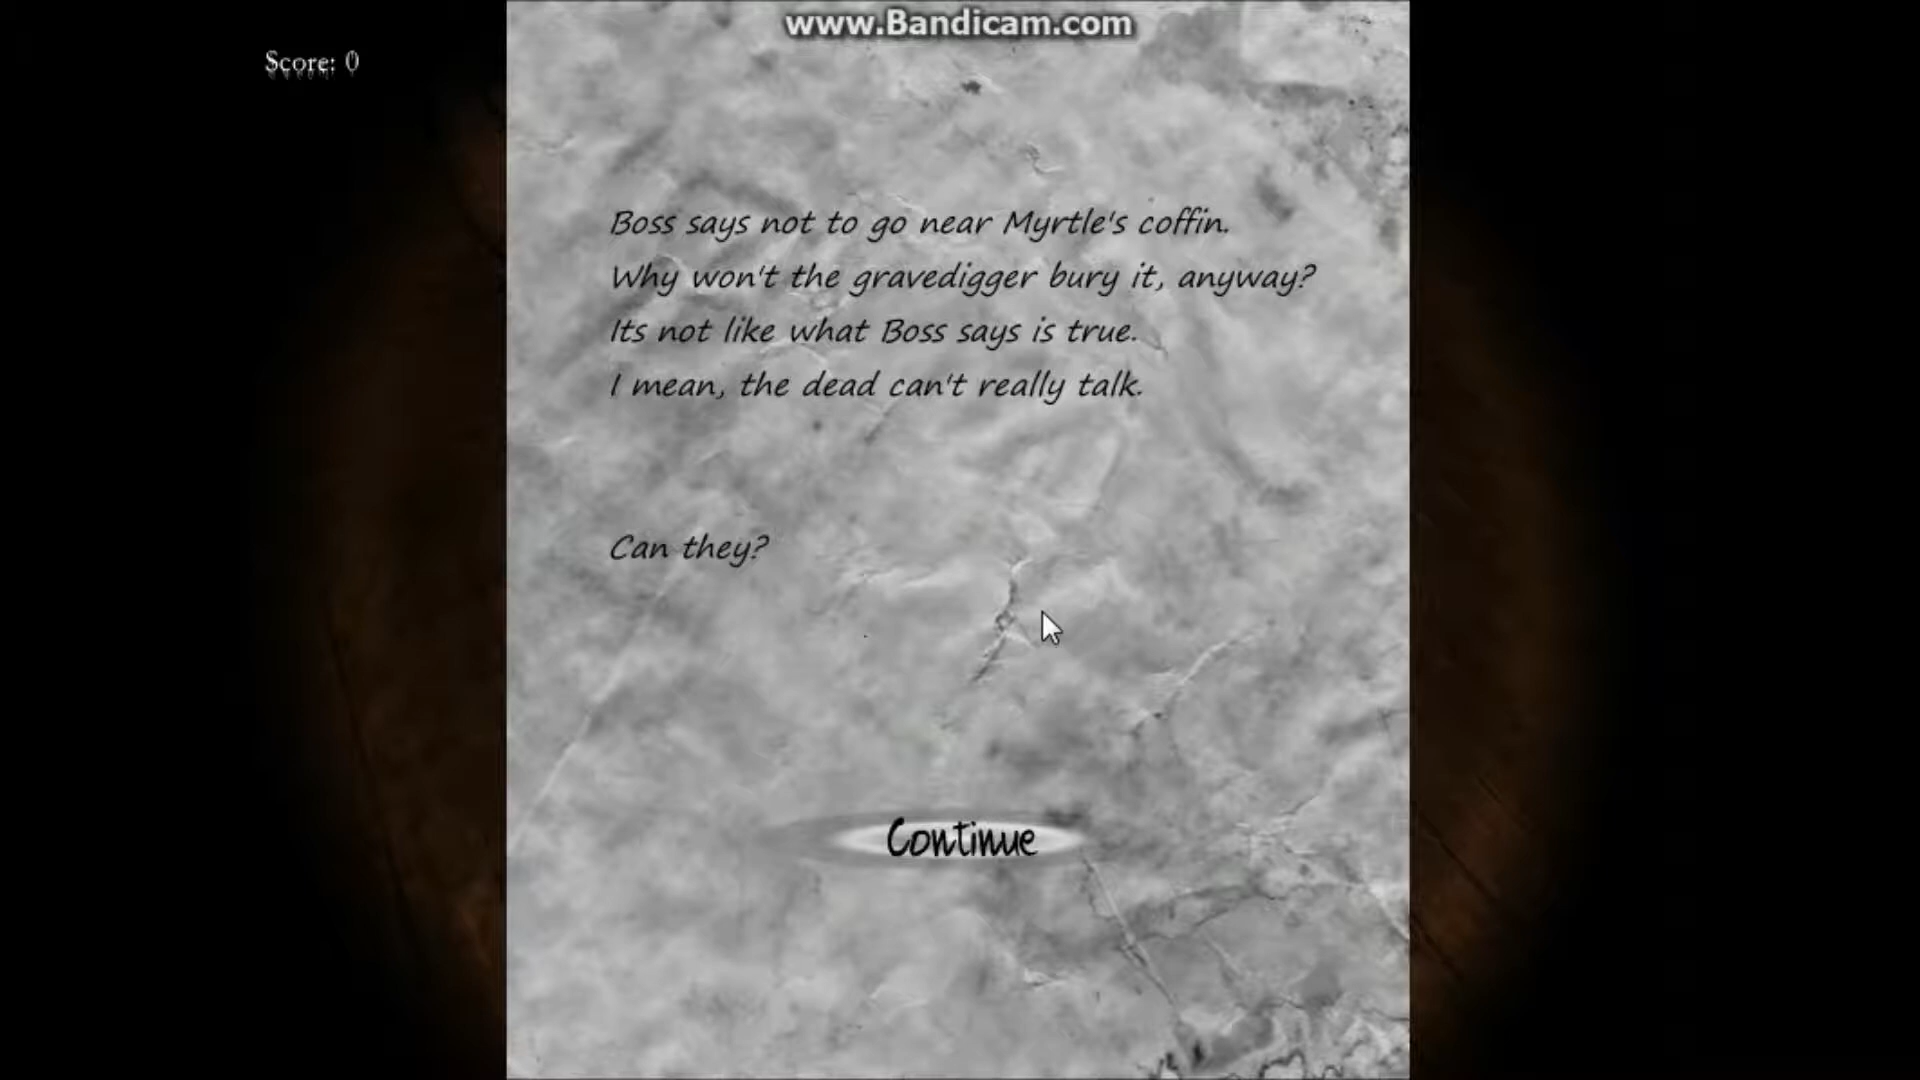 www.Bandicam.com
Score: 0
Boss says not to go near Myrtle's coffin.
Why won't the gravedigger bury it, anyway?
Its not like what Boss says is true.
I mean, the dead can't really talk.
Can they?
Continue